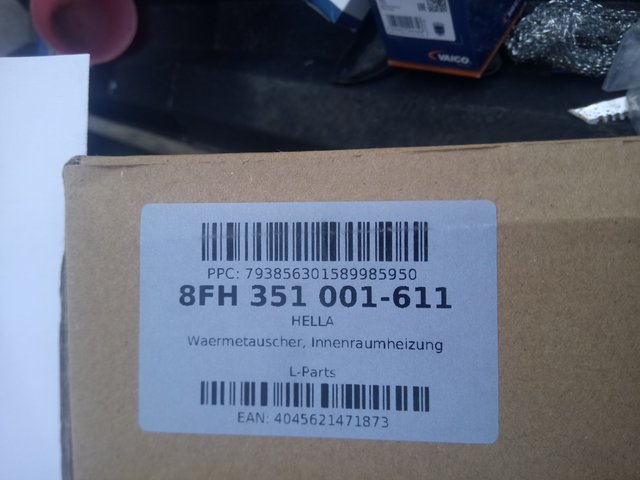 VAICO
PPC: 793856301589985950
8FH 351 001-611
HELLA
Waermetauscher, Innenraumheizung
L-Parts
EAN: 4045621471873